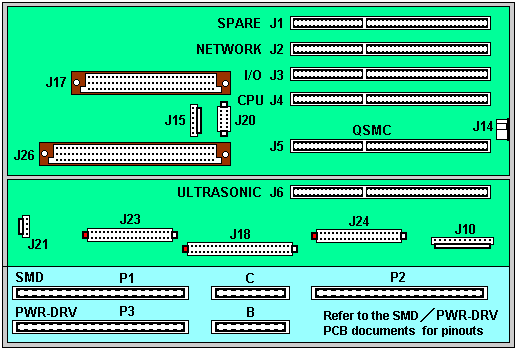 SPARE J1
NETWORK J2
I/O J3
J17
CPU J4
J15 J20
QSMC J14
J26 J5
ULTRASONIC J6
J23 J24
J21 J18 J10
SMD P1 C P2
PWR-DRV P3 B
Refer to the SMD／PWR-DRV
PCB documents for pinouts